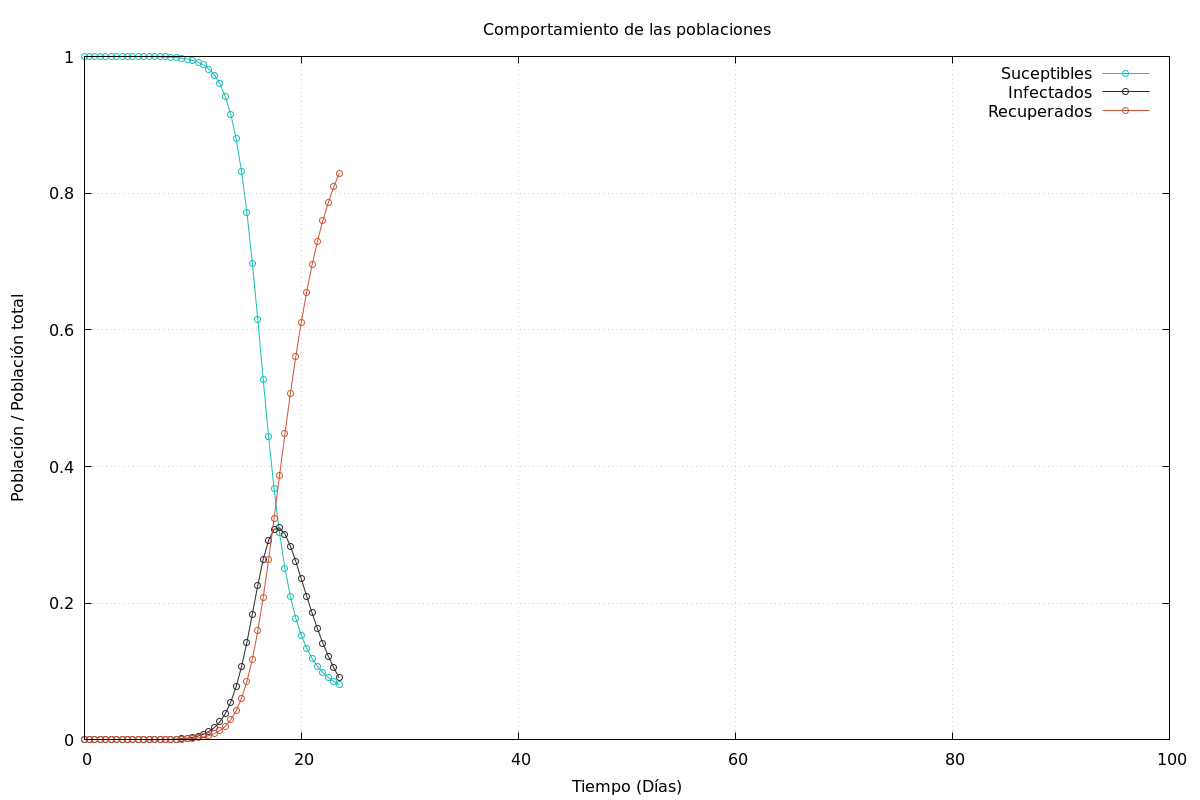 Comportamiento de las poblaciones
Suceptibles
Infectados
Recuperados
1
0.8
0.6
0.4
0.2
0
Población / Población total
0 20 40 60 80 100
Tiempo (Días)